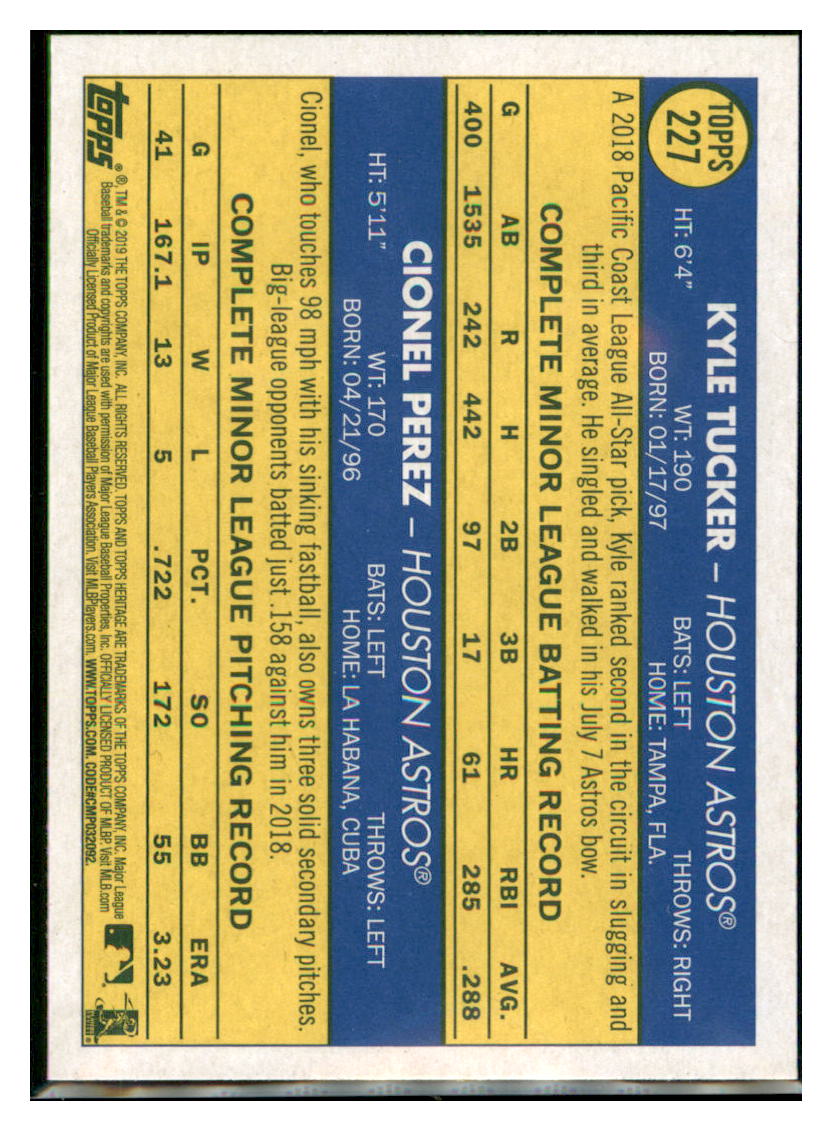 TOPPS
227
KYLE TUCKER – HOUSTON ASTROS®
HT: 6'4" WT: 190 BATS: LEFT THROWS: RIGHT
BORN: 01/17/97 HOME: TAMPA, FLA.
A 2018 Pacific Coast League All-Star pick, Kyle ranked second in the circuit in slugging and
third in average. He singled and walked in his July 7 Astros bow.
COMPLETE MINOR LEAGUE BATTING RECORD
G AB R H 2B 3B HR RBI AVG.
400 1535 242 442 97 17 61 285 .288
CIONEL PEREZ – HOUSTON ASTROS®
HT: 5'11" WT: 170 BATS: LEFT THROWS: LEFT
BORN: 04/21/96 HOME: LA HABANA, CUBA
Cionel, who touches 98 mph with his sinking fastball, also owns three solid secondary pitches.
Big-league opponents batted just .158 against him in 2018.
COMPLETE MINOR LEAGUE PITCHING RECORD
G IP W L PCT. SO BB ERA
41 167.1 13 5 .722 172 55 3.23
topps®
®, TM & © 2019 THE TOPPS COMPANY, INC. ALL RIGHTS RESERVED. TOPPS AND TOPPS HERITAGE ARE TRADEMARKS OF THE TOPPS COMPANY, INC. Major League
Baseball trademarks and copyrights are used with permission of Major League Baseball Properties, Inc. OFFICIALLY LICENSED PRODUCT OF MLBP. Visit MLB.com
Officially Licensed Product of Major League Baseball Players Association. Visit MLBPlayers.com. WWW.TOPPS.COM. CODE#CMP032092.